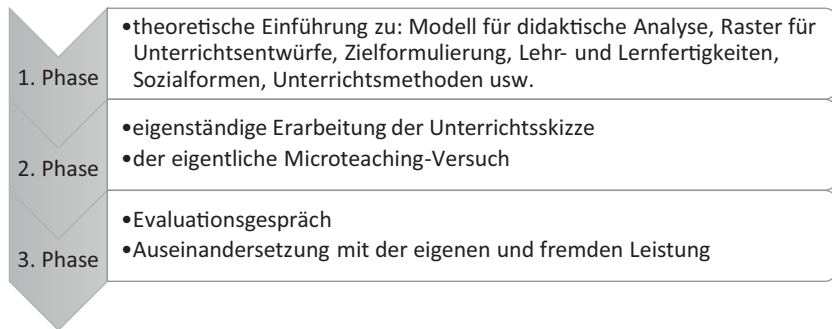 1. Phase
•theoretische Einführung zu: Modell für didaktische Analyse, Raster für
Unterrichtsentwürfe, Zielformulierung, Lehr- und Lernfertigkeiten,
Sozialformen, Unterrichtsmethoden usw.
2. Phase
•eigenständige Erarbeitung der Unterrichtsskizze
•der eigentliche Microteaching-Versuch
3. Phase
•Evaluationsgespräch
•Auseinandersetzung mit der eigenen und fremden Leistung